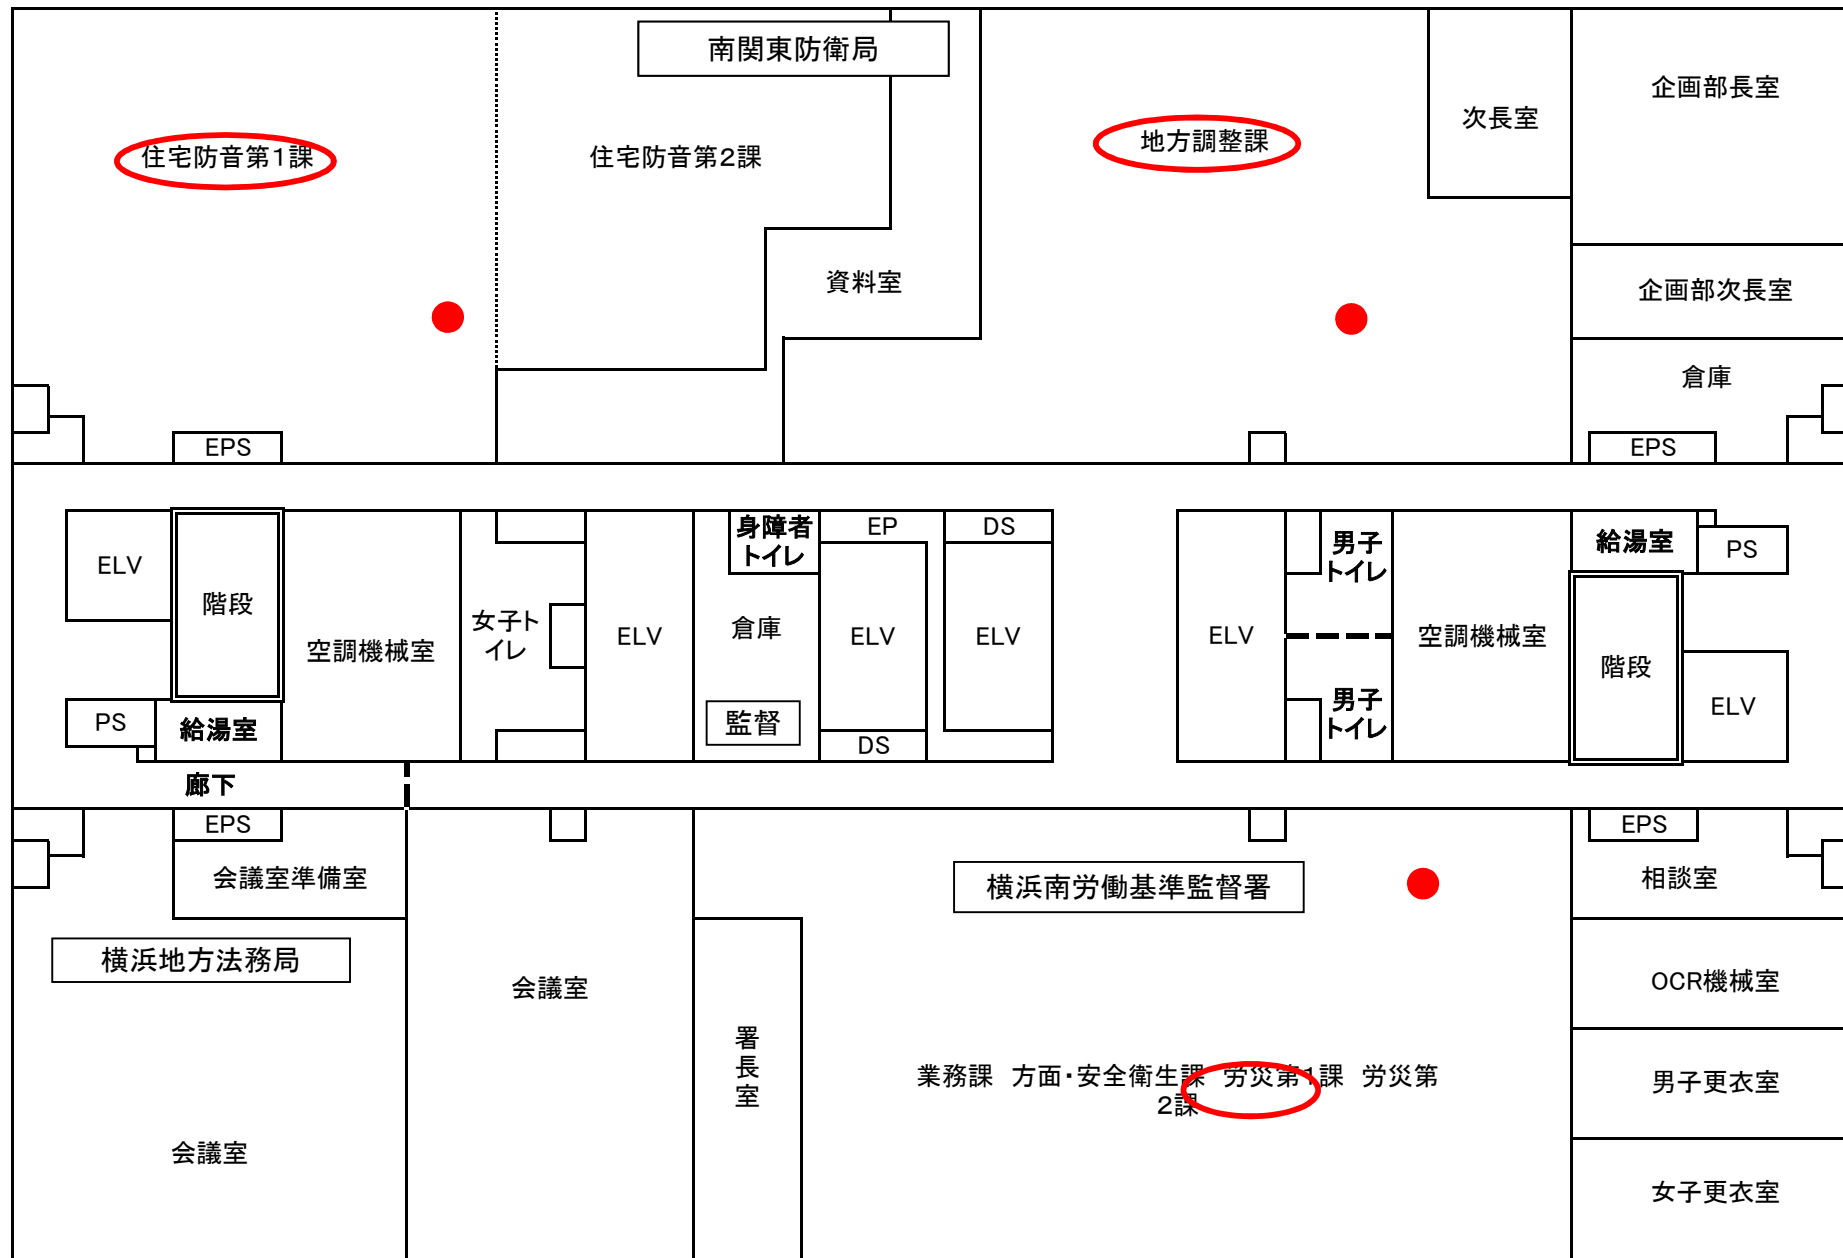 南関東防衛局
企画部長室
次長室
住宅防音第1課
住宅防音第2課
地方調整課
資料室
企画部次長室
倉庫
EPS
EPS
身障者
トイレ
EP
DS
ELV
階段
空調機械室
女子ト
イレ
ELV
倉庫
ELV
ELV
ELV
男子
トイレ
空調機械室
給湯室
PS
階段
PS
給湯室
監督
DS
男子
トイレ
ELV
廊下
EPS
EPS
会議室準備室
横浜南労働基準監督署
相談室
横浜地方法務局
会議室
OCR機械室
署
長
室
業務課 方面・安全衛生課 労災第1課 労災第
2課
男子更衣室
会議室
女子更衣室